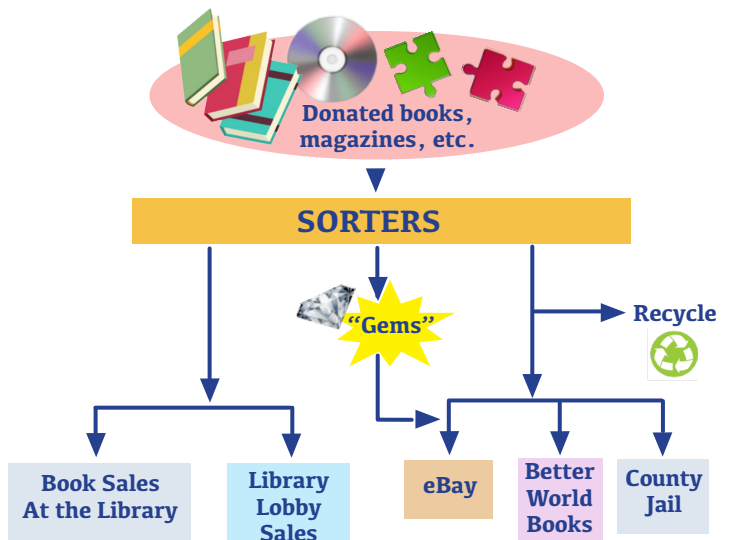 Donated books,
magazines, etc.
SORTERS
“Gems”
Recycle
Book Sales
At the Library
Library
Lobby
Sales
eBay
Better
World
Books
County
Jail